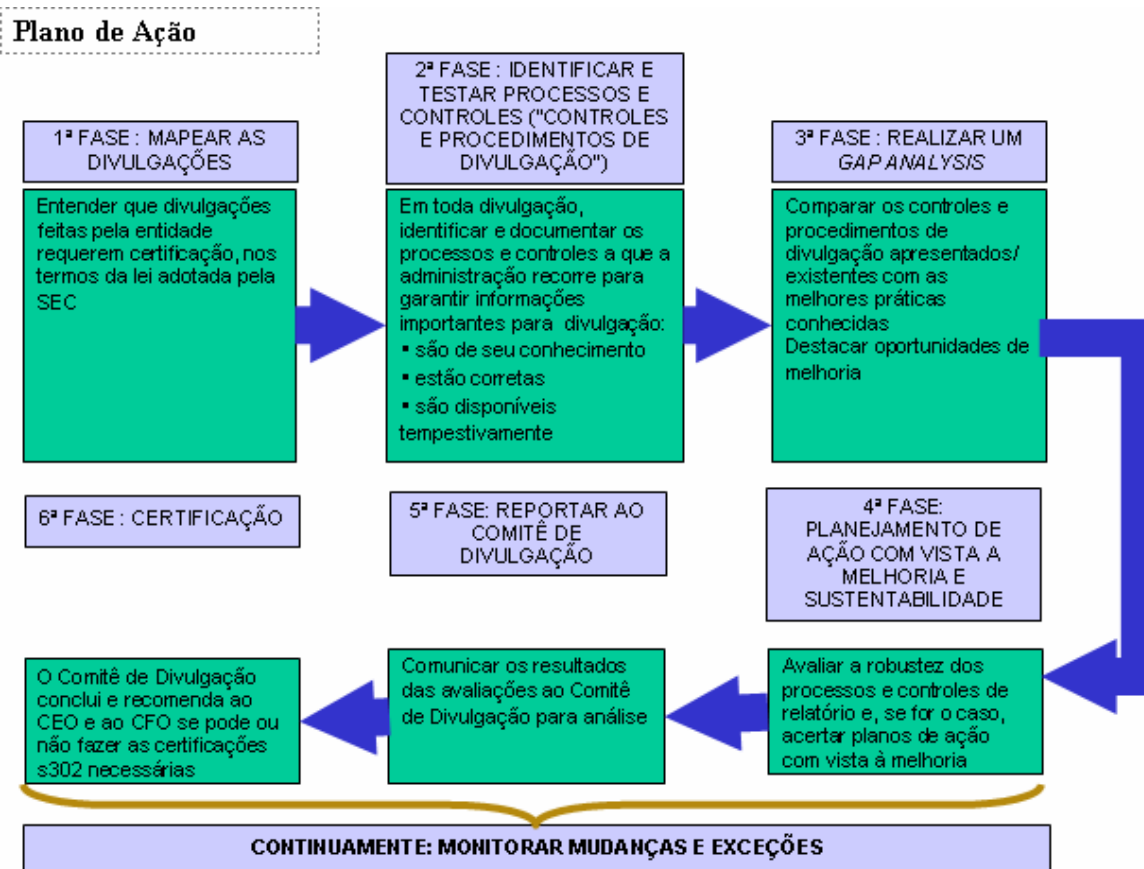 Plano de Ação
1ª FASE : MAPEAR AS
DIVULGAÇÕES
Entender que divulgações
feitas pela entidade
requerem certificação, nos
termos da lei adotada pela
SEC
2ª FASE : IDENTIFICAR E
TESTAR PROCESSOS E
CONTROLES ("CONTROLES
E PROCEDIMENTOS DE
DIVULGAÇÃO")
Em toda divulgação,
identificar e documentar os
processos e controles a que a
administração recorre para
garantir informações
importantes para divulgação:
▪ são de seu conhecimento
▪ estão corretas
▪ são disponíveis
tempestivamente
3ª FASE : REALIZAR UM
GAP ANALYSIS
Comparar os controles e
procedimentos de
divulgação apresentados/
existentes com as
melhores práticas
conhecidas
Destacar oportunidades de
melhoria
4ª FASE:
PLANEJAMENTO DE
AÇÃO COM VISTA A
MELHORIA E
SUSTENTABILIDADE
Avaliar a robustez dos
processos e controles de
relatório e, se for o caso,
acertar planos de ação
com vista à melhoria
5ª FASE: REPORTAR AO
COMITÊ DE
DIVULGAÇÃO
Comunicar os resultados
das avaliações ao Comitê
de Divulgação para análise
6ª FASE : CERTIFICAÇÃO
O Comitê de Divulgação
conclui e recomenda ao
CEO e ao CFO se pode ou
não fazer as certificações
s302 necessárias
CONTINUAMENTE: MONITORAR MUDANÇAS E EXCEÇÕES